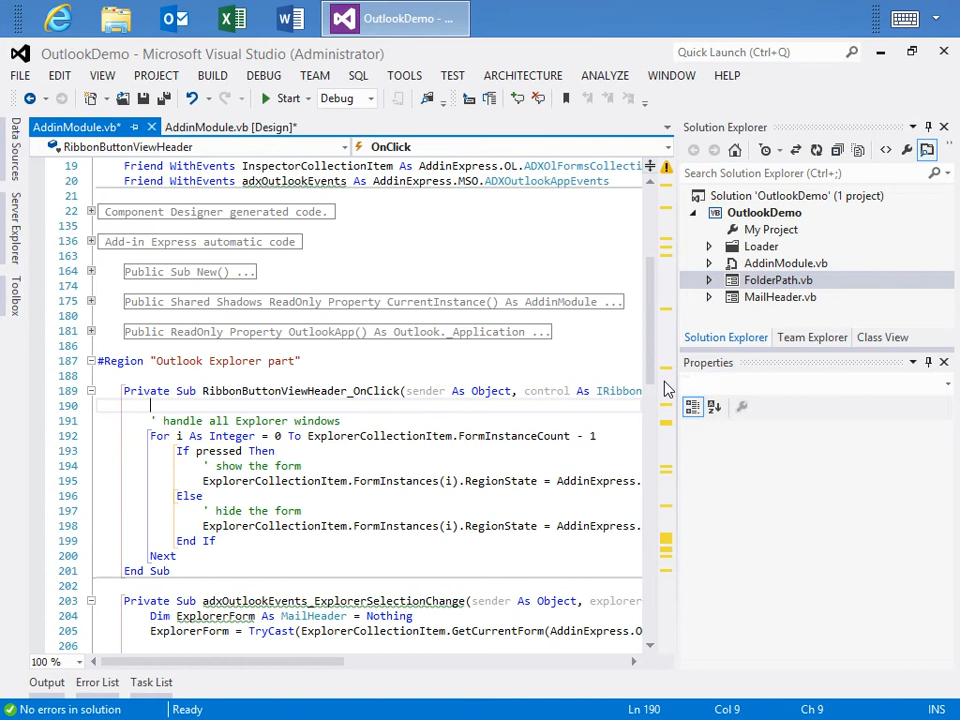 OutlookDemo - ...
OutlookDemo - Microsoft Visual Studio (Administrator)
Quick Launch (Ctrl+Q)
FILE EDIT VIEW PROJECT BUILD DEBUG TEAM SQL TOOLS TEST ARCHITECTURE ANALYZE WINDOW HELP
Start Debug
Data Sources
Server Explorer
Toolbox
AddinModule.vb* AddinModule.vb [Design]*
RibbonButtonViewHeader OnClick
19 Friend WithEvents InspectorCollectionItem As AddinExpress.OL.ADXOlFormsCollecti
20 Friend WithEvents adxOutlookEvents As AddinExpress.MSO.ADXOutlookAppEvents
21
22 Component Designer generated code.
135
136 Add-in Express automatic code
163
164 Public Sub New() ...
174
175 Public Shared Shadows ReadOnly Property CurrentInstance() As AddinModule ...
180
181 Public ReadOnly Property OutlookApp() As Outlook._Application ...
186
187 #Region "Outlook Explorer part"
188
189 Private Sub RibbonButtonViewHeader_OnClick(sender As Object, control As IRibbon
190
191 ' handle all Explorer windows
192 For i As Integer = 0 To ExplorerCollectionItem.FormInstanceCount - 1
193 If pressed Then
194 ' show the form
195 ExplorerCollectionItem.FormInstances(i).RegionState = AddinExpress.
196 Else
197 ' hide the form
198 ExplorerCollectionItem.FormInstances(i).RegionState = AddinExpress.
199 End If
200 Next
201 End Sub
202
203 Private Sub adxOutlookEvents_ExplorerSelectionChange(sender As Object, explorer
204 Dim ExplorerForm As MailHeader = Nothing
205 ExplorerForm = TryCast(ExplorerCollectionItem.GetCurrentForm(AddinExpress.O
206
100 %
Output Error List Task List
No errors in solution Ready Ln 190 Col 9 Ch 9 INS
Solution Explorer
Search Solution Explorer (Ctrl+;)
Solution 'OutlookDemo' (1 project)
OutlookDemo
My Project
Loader
AddinModule.vb
FolderPath.vb
MailHeader.vb
Solution Explorer Team Explorer Class View
Properties